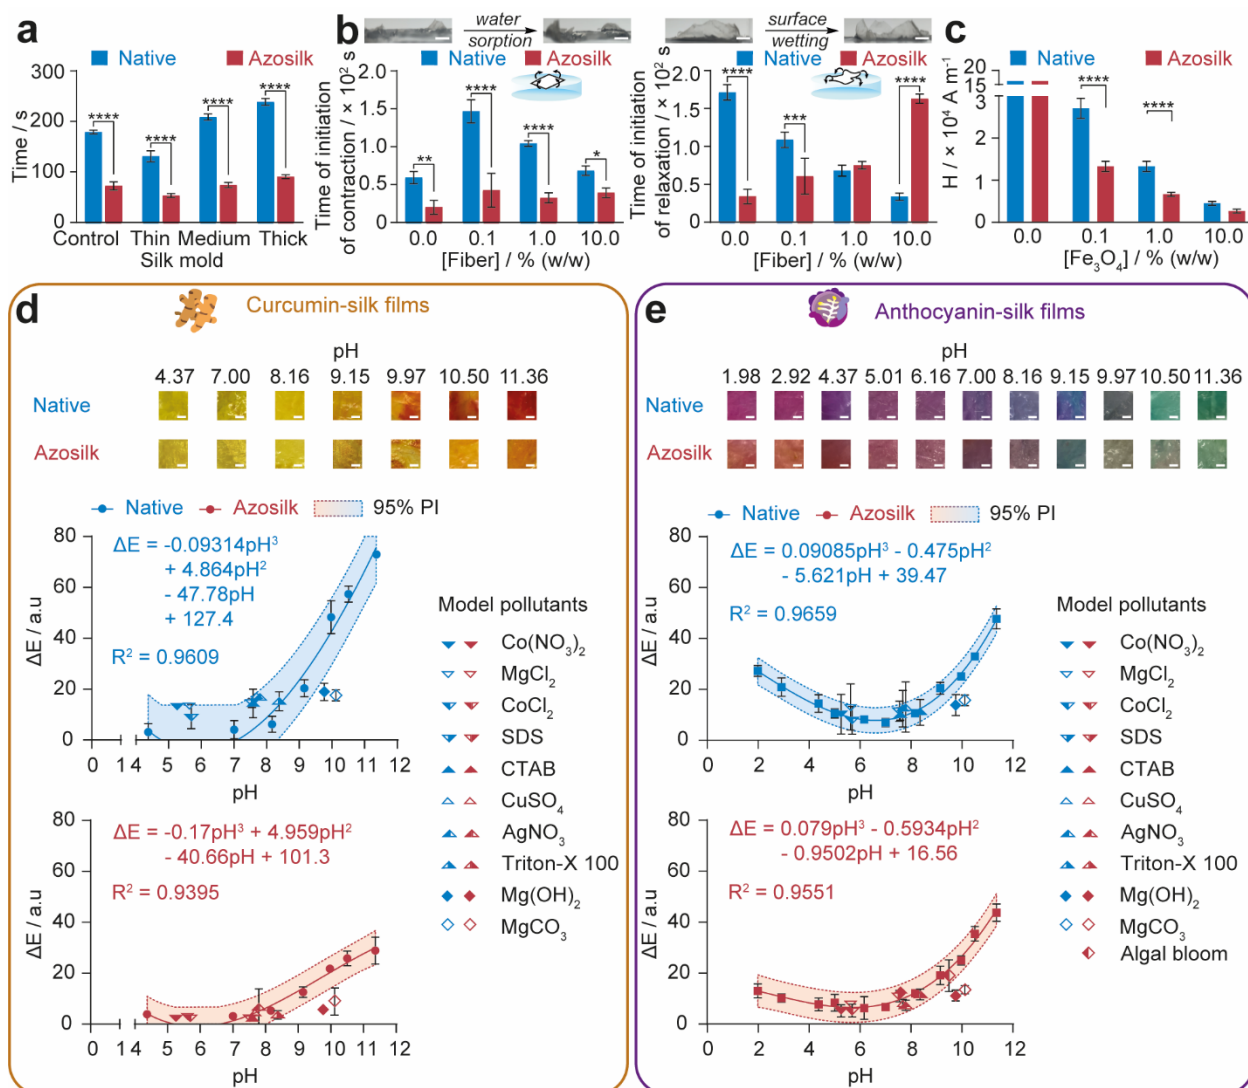 a
Native
Azosilk
Time / s
300
200
100
0
****
****
****
****
Control
Thin
Medium
Thick
Silk mold
b
water
sorption
surface
wetting
Native
Azosilk
Time of initiation
of contraction / × 10² s
2.0
1.5
1.0
0.5
0
**
****
****
*
0.0
0.1
1.0
10.0
[Fiber] / % (w/w)
Native
Azosilk
Time of initiation
of relaxation / × 10² s
2.0
1.5
1.0
0.5
0
****
***
****
0.0
0.1
1.0
10.0
[Fiber] / % (w/w)
c
Native
Azosilk
H / × 10⁴ A m⁻¹
20
15
10
3
2
1
0
****
****
0.0
0.1
1.0
10.0
[Fe₃O₄] / % (w/w)
d
Curcumin-silk films
pH
4.37 7.00 8.16 9.15 9.97 10.50 11.36
Native
Azosilk
Native
Azosilk
95% PI
ΔE / a.u
80
60
40
20
0
ΔE = -0.09314pH³
+ 4.864pH²
- 47.78pH
+ 127.4
R² = 0.9609
0 1 4 5 6 7 8 9 10 11 12
pH
ΔE / a.u
80
60
40
20
0
ΔE = -0.17pH³ + 4.959pH²
- 40.66pH + 101.3
R² = 0.9395
0 1 4 5 6 7 8 9 10 11 12
pH
Model pollutants
Co(NO₃)₂
MgCl₂
CoCl₂
SDS
CTAB
CuSO₄
AgNO₃
Triton-X 100
Mg(OH)₂
MgCO₃
e
Anthocyanin-silk films
pH
1.98 2.92 4.37 5.01 6.16 7.00 8.16 9.15 9.97 10.50 11.36
Native
Azosilk
Native
Azosilk
95% PI
ΔE / a.u
80
60
40
20
0
ΔE = 0.09085pH³ - 0.475pH²
- 5.621pH + 39.47
R² = 0.9659
0 2 4 6 8 10 12
pH
ΔE / a.u
80
60
40
20
0
ΔE = 0.079pH³ - 0.5934pH²
- 0.9502pH + 16.56
R² = 0.9551
0 2 4 6 8 10 12
pH
Model pollutants
Co(NO₃)₂
MgCl₂
CoCl₂
SDS
CTAB
CuSO₄
AgNO₃
Triton-X 100
Mg(OH)₂
MgCO₃
Algal bloom